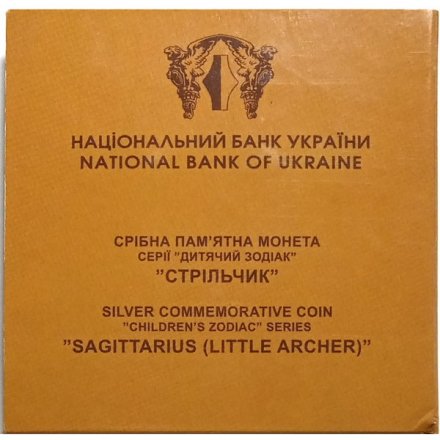 НАЦІОНАЛЬНИЙ БАНК УКРАЇНИ
NATIONAL BANK OF UKRAINE
СРІБНА ПАМ'ЯТНА МОНЕТА
СЕРІЇ "ДИТЯЧИЙ ЗОДІАК"
"СТРІЛЬЧИК"
SILVER COMMEMORATIVE COIN
"CHILDREN'S ZODIAC" SERIES
"SAGITTARIUS (LITTLE ARCHER)"